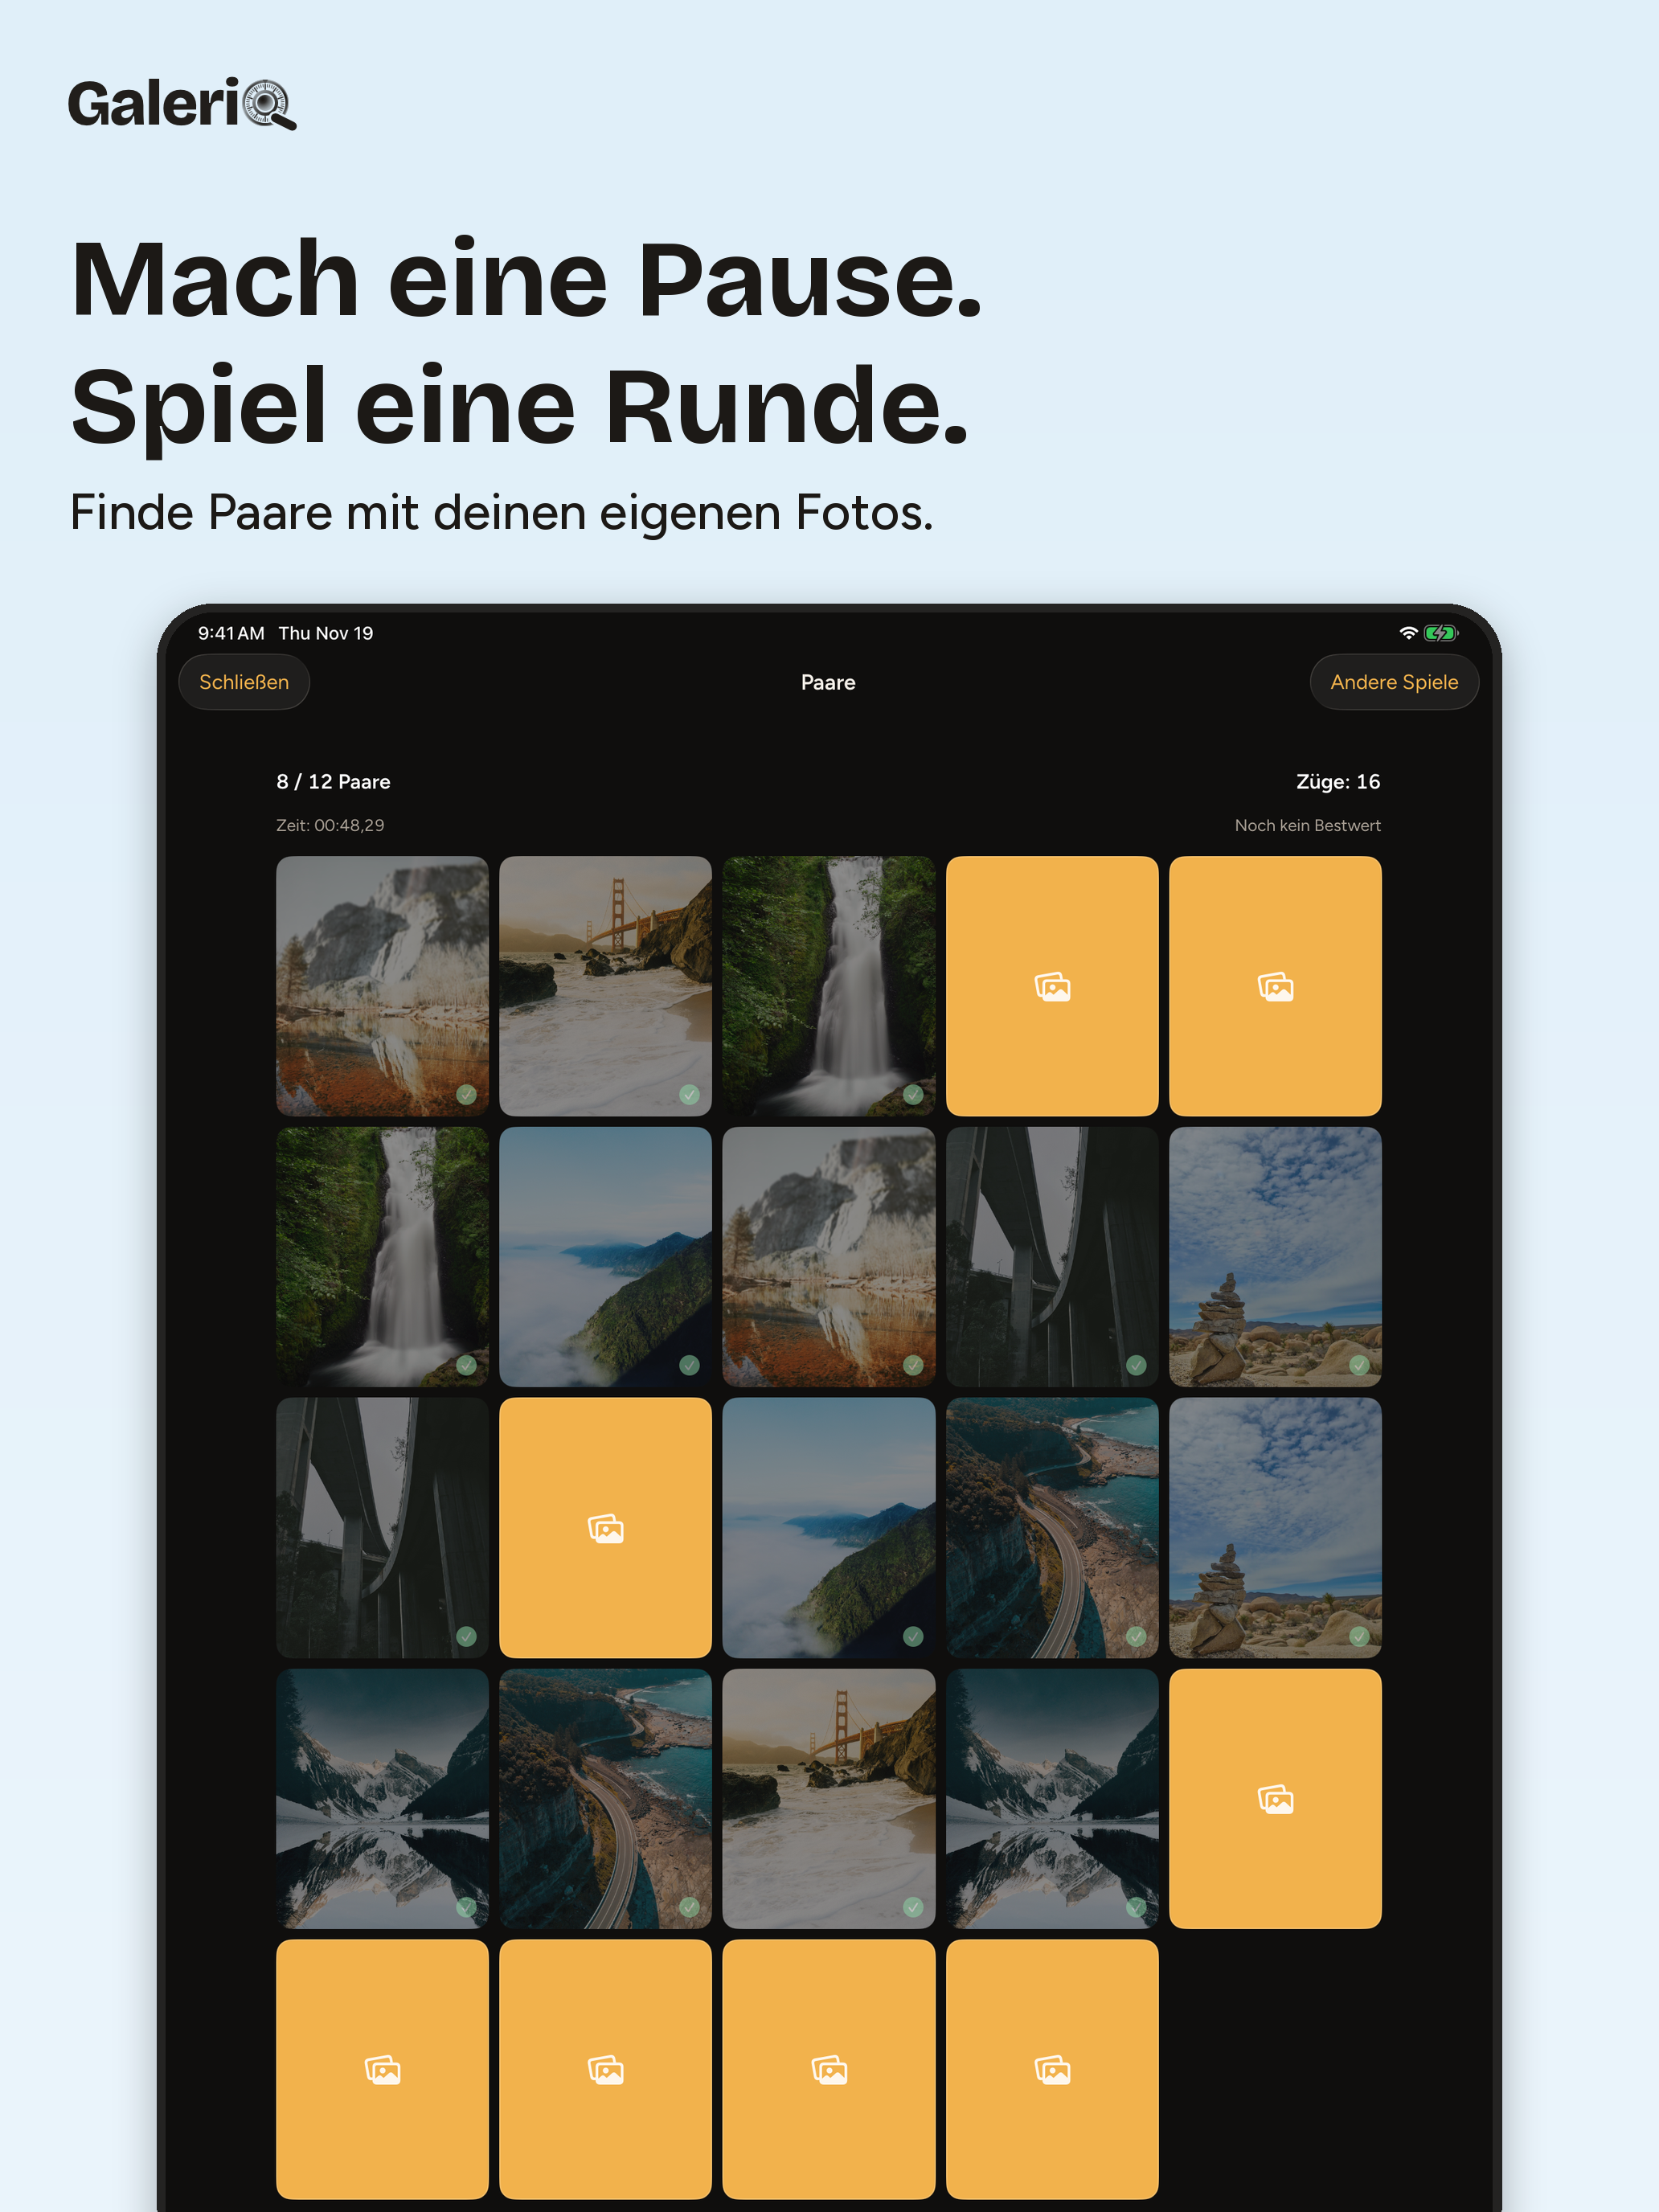 GaleriQ
Mach eine Pause.
Spiel eine Runde.
Finde Paare mit deinen eigenen Fotos.
9:41 AM Thu Nov 19
Schließen
Paare
Andere Spiele
8 / 12 Paare
Züge: 16
Zeit: 00:48,29
Noch kein Bestwert